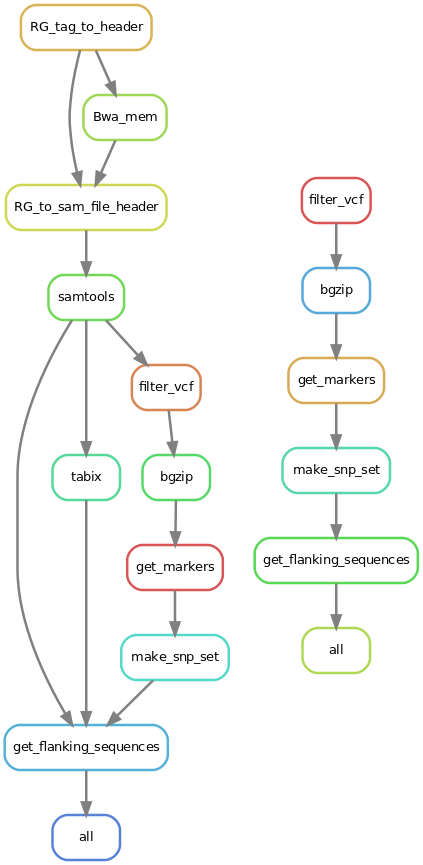 RG_tag_to_header
Bwa_mem
RG_to_sam_file_header
samtools
filter_vcf
tabix
bgzip
get_markers
make_snp_set
get_flanking_sequences
all
filter_vcf
bgzip
get_markers
make_snp_set
get_flanking_sequences
all